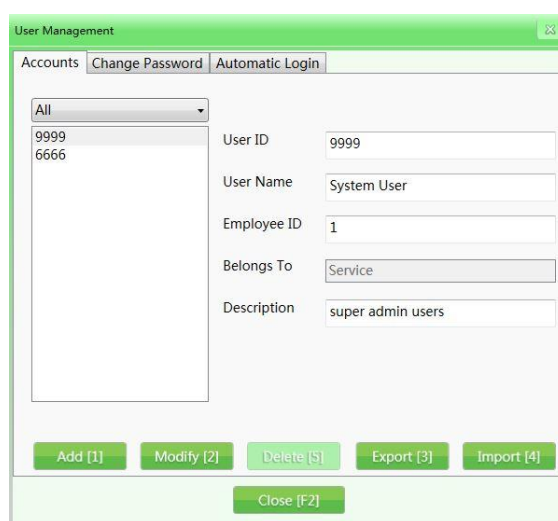 User Management
Accounts Change Password Automatic Login
All
9999
6666
User ID 9999
User Name System User
Employee ID 1
Belongs To Service
Description super admin users
Add [1] Modify [2] Delete [5] Export [3] Import [4]
Close [F2]